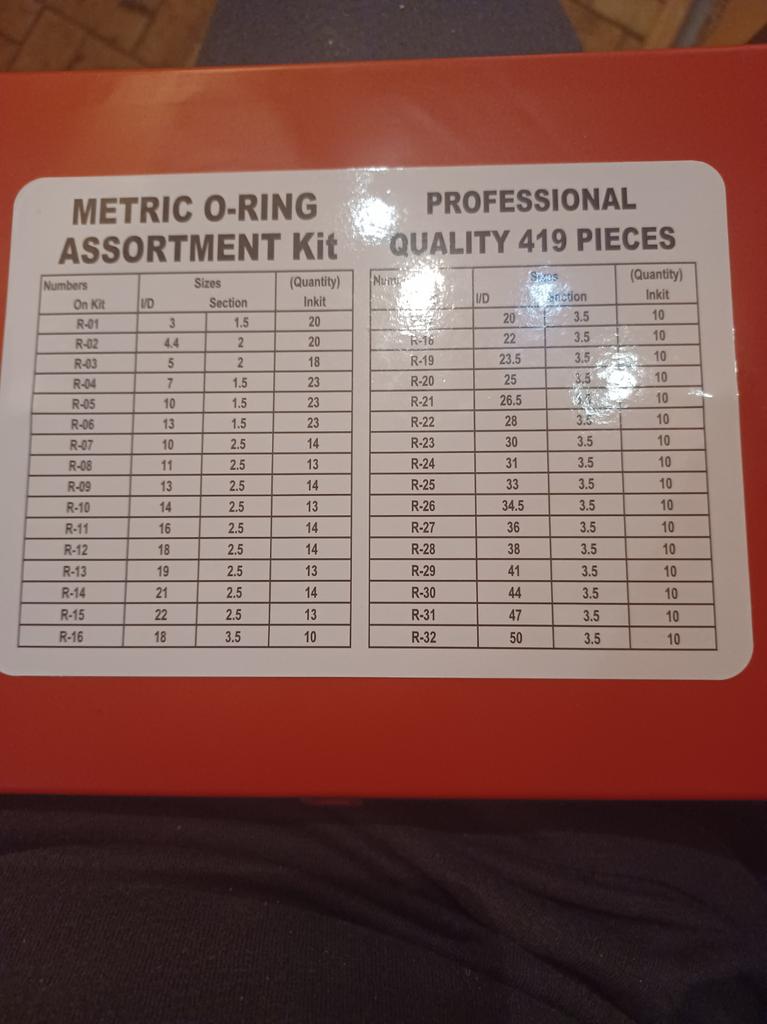 METRIC O-RING
ASSORTMENT Kit
Numbers Sizes (Quantity)
On Kit I/D Section Inkit
R-01 3 1.5 20
R-02 4.4 2 20
R-03 5 2 18
R-04 7 1.5 23
R-05 10 1.5 23
R-06 13 1.5 23
R-07 10 2.5 14
R-08 11 2.5 13
R-09 13 2.5 14
R-10 14 2.5 13
R-11 16 2.5 14
R-12 18 2.5 14
R-13 19 2.5 13
R-14 21 2.5 14
R-15 22 2.5 13
R-16 18 3.5 10
PROFESSIONAL
QUALITY 419 PIECES
Sizes (Quantity)
I/D Section Inkit
20 3.5 10
R-18 22 3.5 10
R-19 23.5 3.5 10
R-20 25 3.5 10
R-21 26.5 10
R-22 28 3.5 10
R-23 30 3.5 10
R-24 31 3.5 10
R-25 33 3.5 10
R-26 34.5 3.5 10
R-27 36 3.5 10
R-28 38 3.5 10
R-29 41 3.5 10
R-30 44 3.5 10
R-31 47 3.5 10
R-32 50 3.5 10